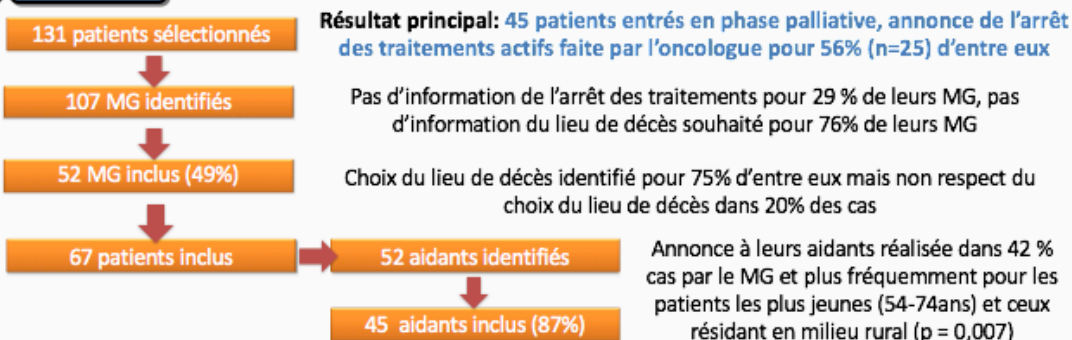 131 patients sélectionnés
Résultat principal: 45 patients entrés en phase palliative, annonce de l'arrêt
des traitements actifs faite par l'oncologue pour 56% (n=25) d'entre eux
107 MG identifiés
Pas d'information de l'arrêt des traitements pour 29 % de leurs MG, pas
d'information du lieu de décès souhaité pour 76% de leurs MG
52 MG inclus (49%)
Choix du lieu de décès identifié pour 75% d'entre eux mais non respect du
choix du lieu de décès dans 20% des cas
67 patients inclus
52 aidants identifiés
45 aidants inclus (87%)
Annonce à leurs aidants réalisée dans 42 %
cas par le MG et plus fréquemment pour les
patients les plus jeunes (54-74ans) et ceux
résidant en milieu rural (p = 0,007)